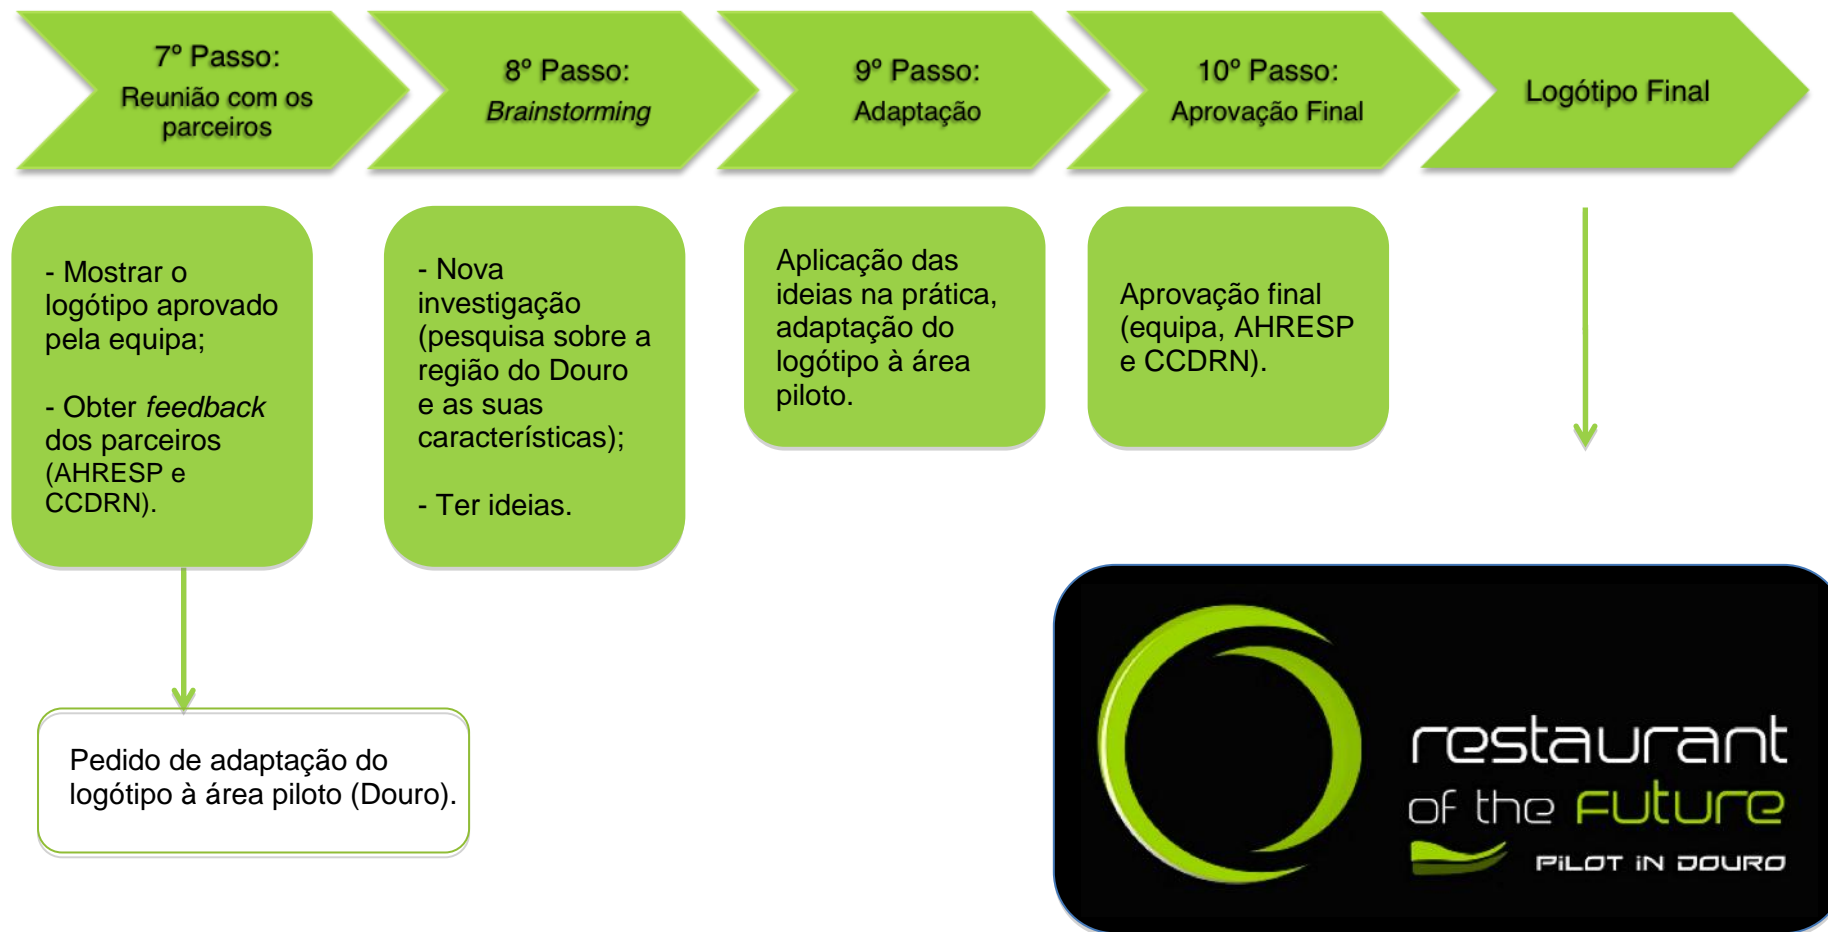 7º Passo:
Reunião com os
parceiros
8º Passo:
Brainstorming
9º Passo:
Adaptação
10º Passo:
Aprovação Final
Logótipo Final
- Mostrar o
logótipo aprovado
pela equipa;
- Obter feedback
dos parceiros
(AHRESP e
CCDRN).
- Nova
investigação
(pesquisa sobre a
região do Douro
e as suas
características);
- Ter ideias.
Aplicação das
ideias na prática,
adaptação do
logótipo à área
piloto.
Aprovação final
(equipa, AHRESP
e CCDRN).
Pedido de adaptação do
logótipo à área piloto (Douro).
restaurant
of the future
PiLOT iN DOURO